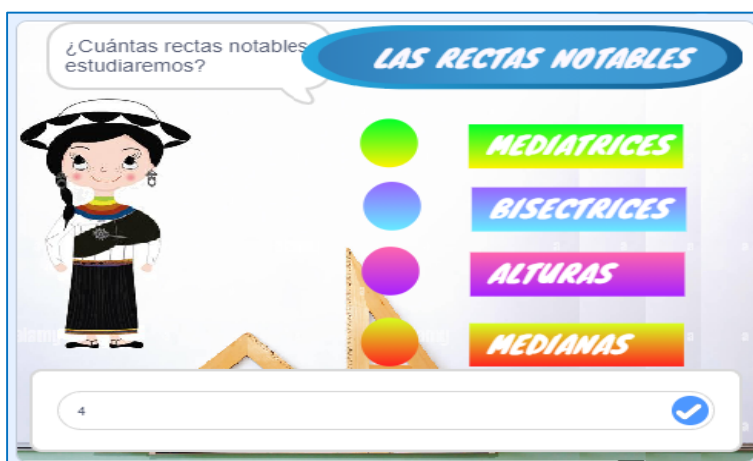 ¿Cuántas rectas notables
estudiaremos?
LAS RECTAS NOTABLES
MEDIATRICES
BISECTRICES
ALTURAS
MEDIANAS
4